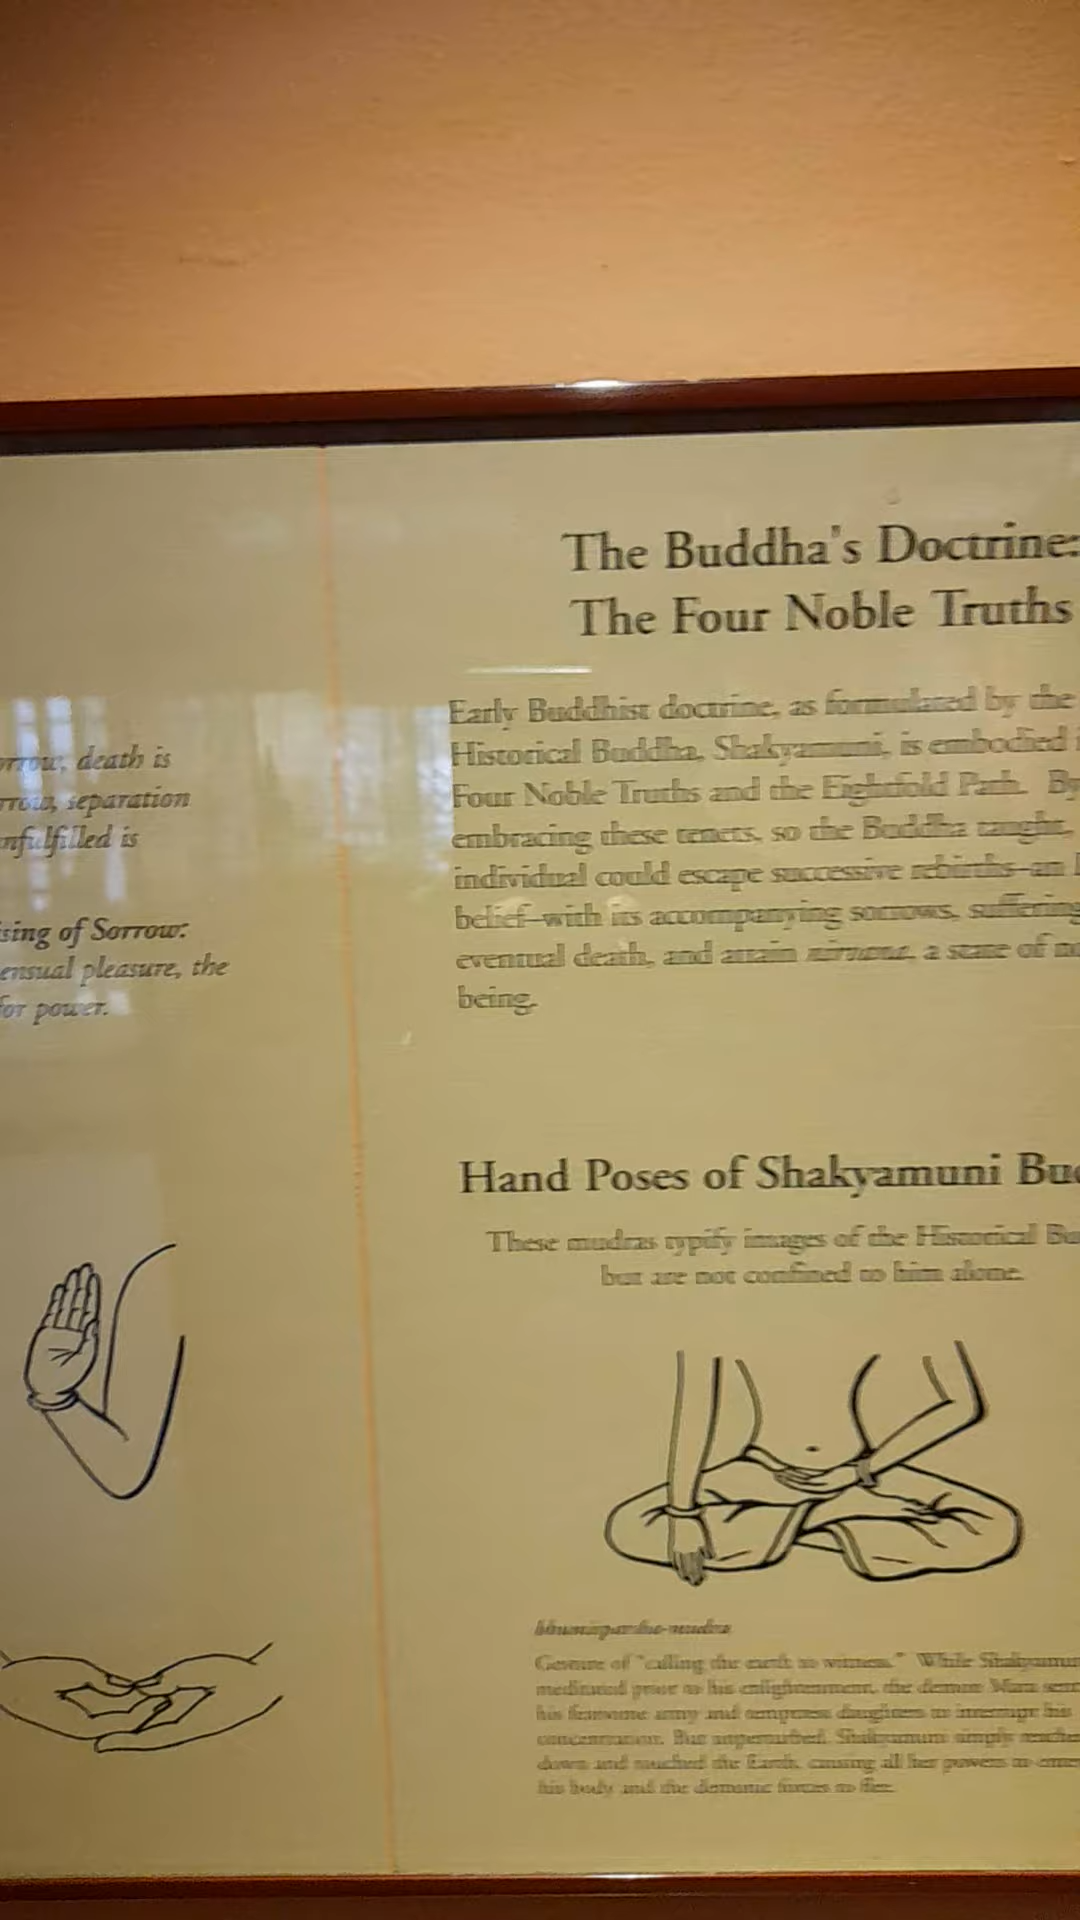 death is
separation
nfulfilled is
sing of Sorrow:
ensual pleasure, the
for power.
The Buddha's Doctrine:
The Four Noble Truths
Early Buddhist doctrine, as formulated by the
Historical Buddha, Shakyamuni, is embodied
Four Noble Truths and the Eightfold Path. By
embracing these tenets, so the Buddha taught,
individual could escape successive rebirths–an
belief–with its accompanying sorrows, suffering
eventual death, and attain nirvana, a state of
being.
Hand Poses of Shakyamuni
These mudras typify images of the Historical
but are not confined to him alone.
bhumisparsha-mudra
Gesture of "calling the earth to witness." While Shakyamu
meditated prior to his enlightenment, the demon Mara sent
his fearsome army and temptress daughters to interrupt his
concentration. But unperturbed, Shakyamuni simply reache
down and touched the Earth, causing all her powers to
his body and the demonic forces to flee.